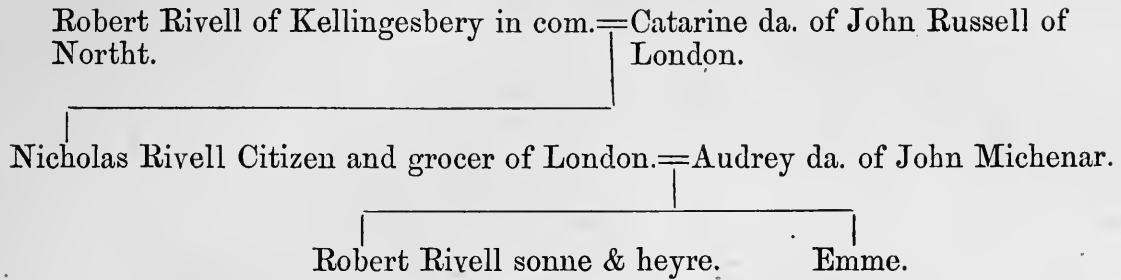 Robert Rivell of Kellingesbery in com.=Catarine da. of John Russell of
Northt. London.
Nicholas Rivell Citizen and grocer of London.=Audrey da. of John Michenar.
Robert Rivell sonne & heyre. Emme.